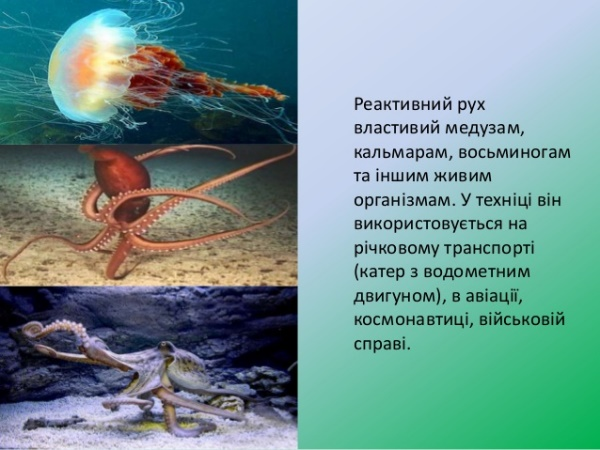 Реактивний рух
властивий медузам,
кальмарам, восьминогам
та іншим живим
організмам. У техніці він
використовується на
річковому транспорті
(катер з водометним
двигуном), в авіації,
космонавтиці, військовій
справі.